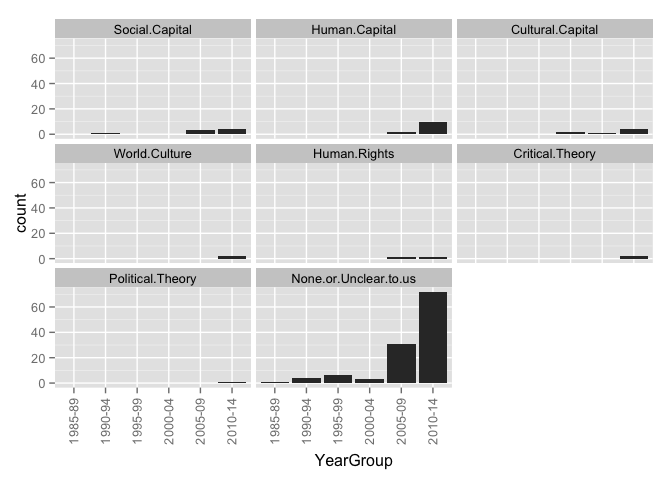 Social.Capital Human.Capital Cultural.Capital
60
40
20
0
World.Culture Human.Rights Critical.Theory
60
40
20
0
count
Political.Theory None.or.Unclear.to.us
60
40
20
0
1985-89 1990-94 1995-99 2000-04 2005-09 2010-14 1985-89 1990-94 1995-99 2000-04 2005-09 2010-14
YearGroup